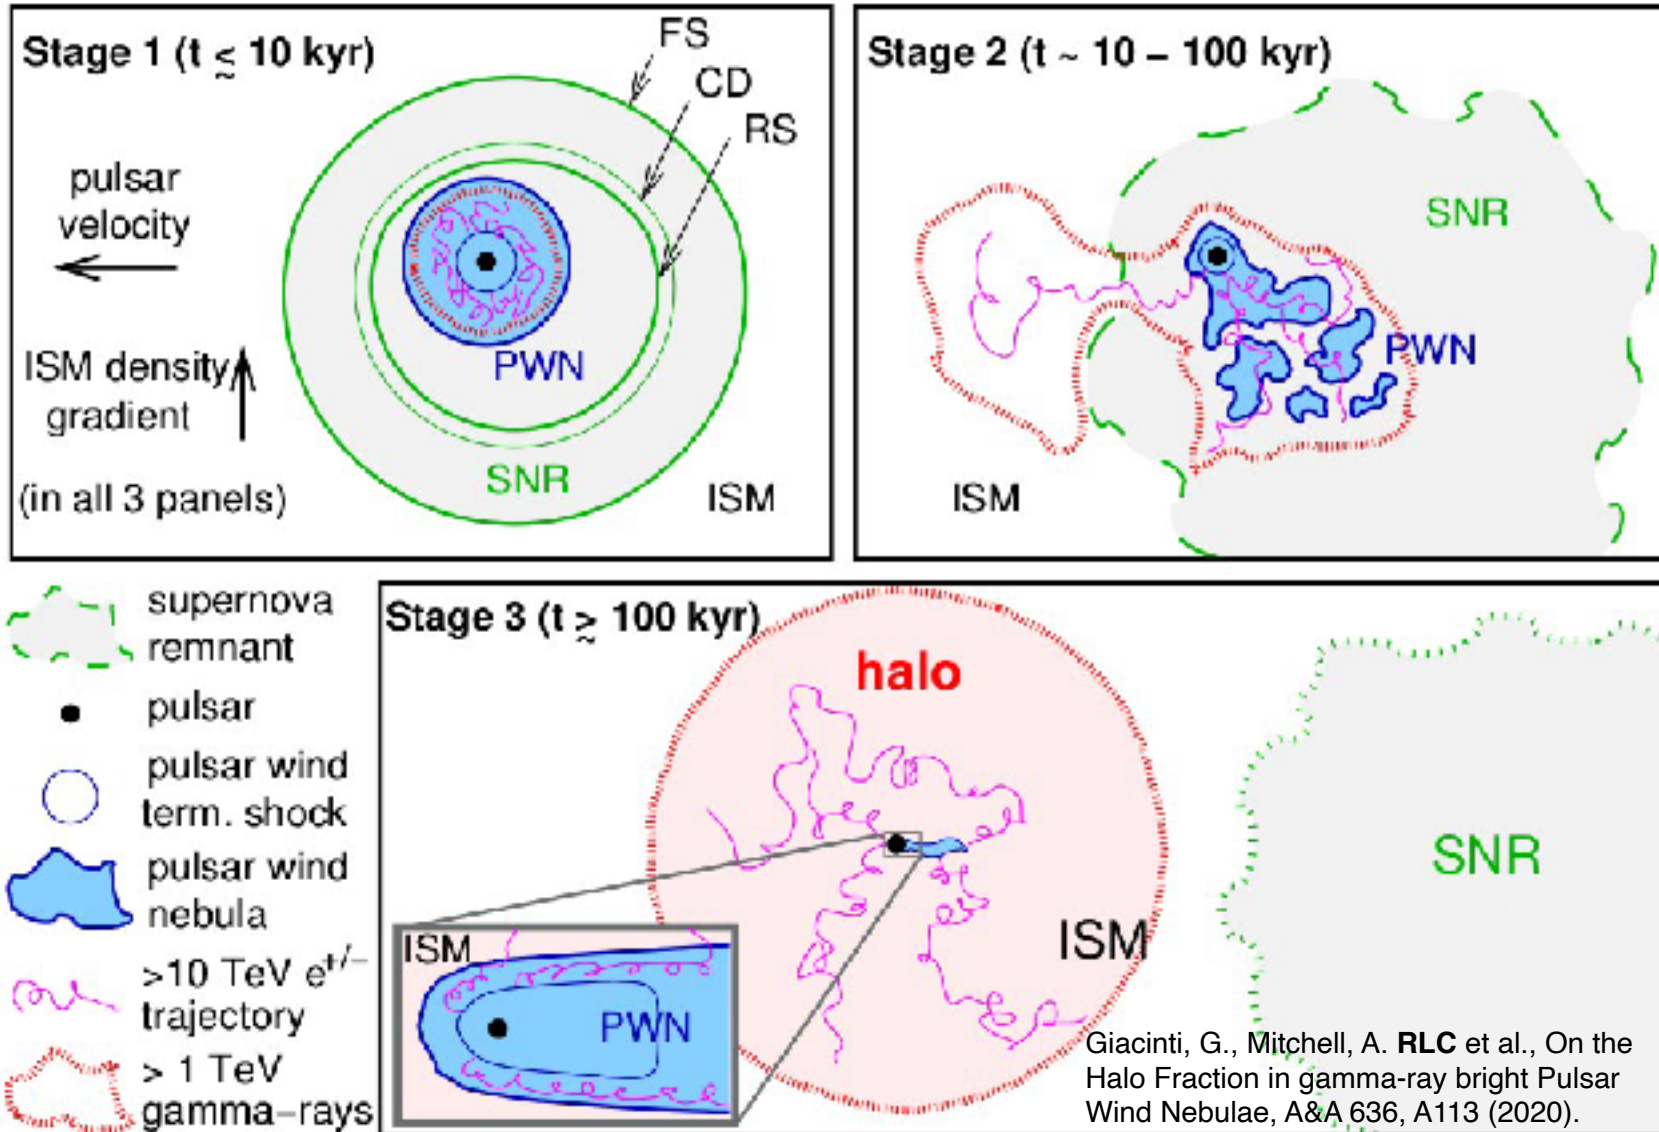 Stage 1 (t ≲ 10 kyr)
FS
CD
RS
pulsar
velocity
ISM density
gradient
(in all 3 panels)
PWN
SNR
ISM
Stage 2 (t ~ 10 – 100 kyr)
SNR
PWN
ISM
supernova
remnant
pulsar
pulsar wind
term. shock
pulsar wind
nebula
>10 TeV e+/−
trajectory
> 1 TeV
gamma−rays
Stage 3 (t ≳ 100 kyr)
halo
ISM
SNR
ISM
PWN
Giacinti, G., Mitchell, A. RLC et al., On the
Halo Fraction in gamma-ray bright Pulsar
Wind Nebulae, A&A 636, A113 (2020).